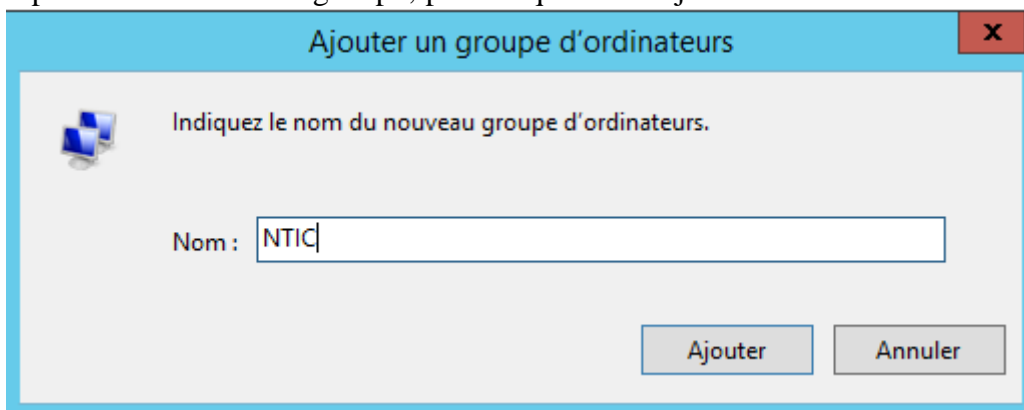 Ajouter un groupe d'ordinateurs
x
Indiquez le nom du nouveau groupe d'ordinateurs.
Nom : NTIC
Ajouter Annuler